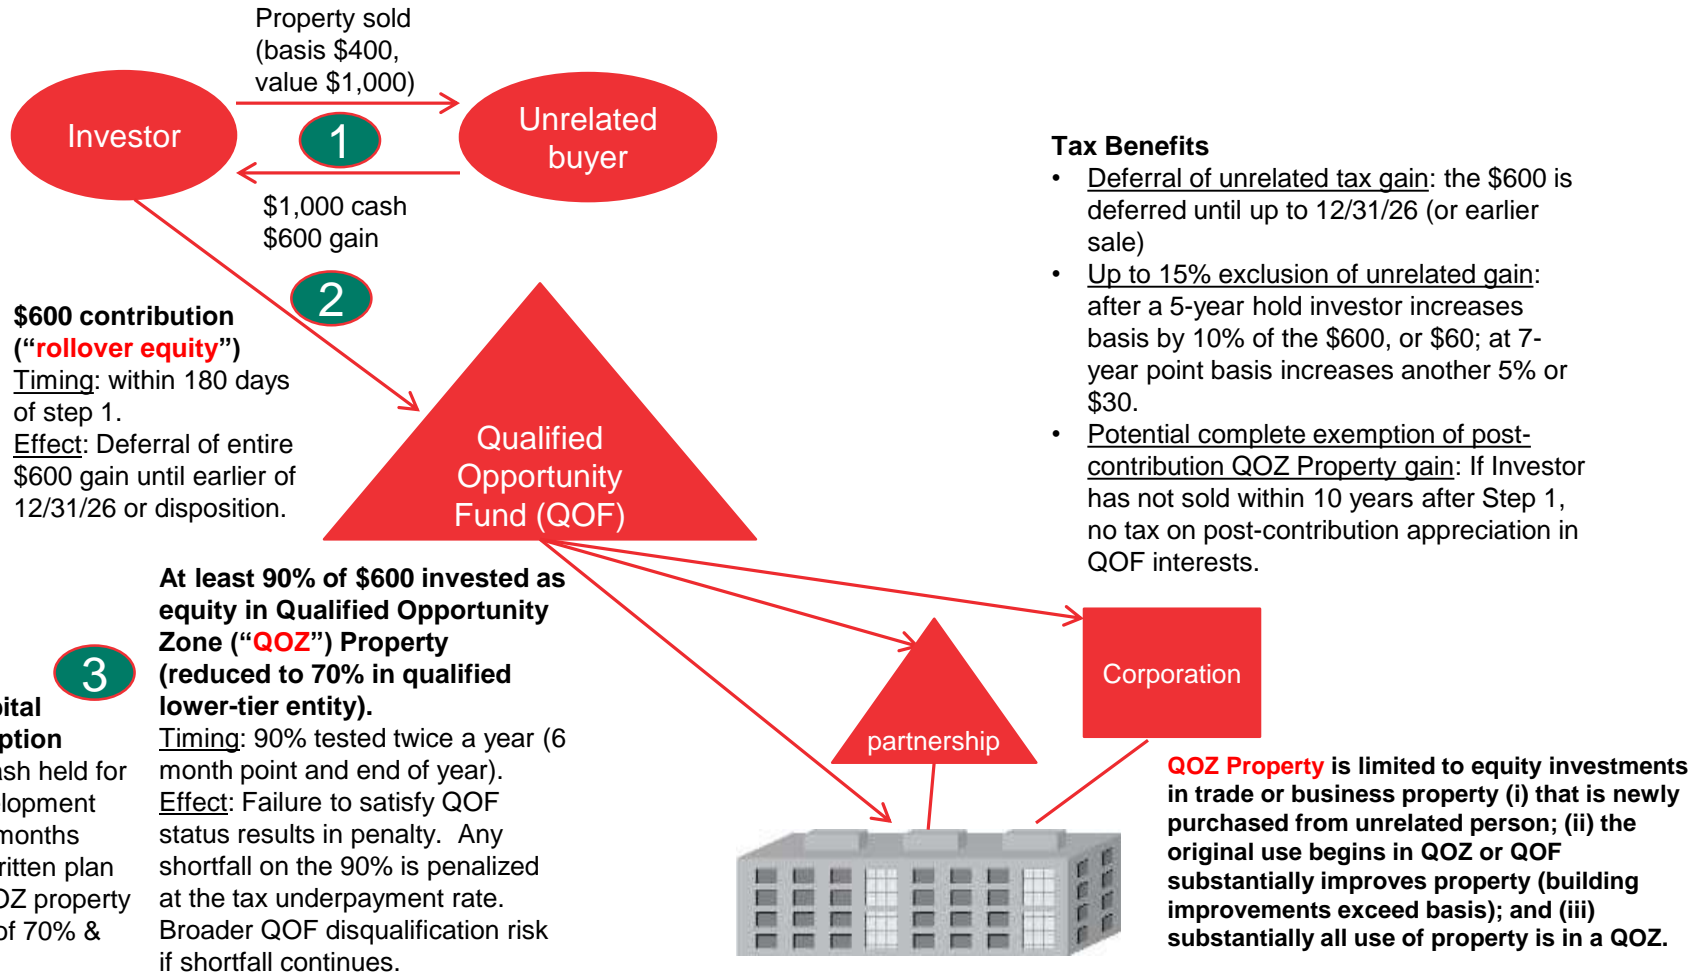 Property sold
(basis $400,
value $1,000)
Investor
1
Unrelated
buyer
$1,000 cash
$600 gain
2
$600 contribution
(“rollover equity”)
Timing: within 180 days
of step 1.
Effect: Deferral of entire
$600 gain until earlier of
12/31/26 or disposition.
Qualified
Opportunity
Fund (QOF)
Tax Benefits
• Deferral of unrelated tax gain: the $600 is
deferred until up to 12/31/26 (or earlier
sale)
• Up to 15% exclusion of unrelated gain:
after a 5-year hold investor increases
basis by 10% of the $600, or $60; at 7-
year point basis increases another 5% or
$30.
• Potential complete exemption of post-
contribution QOZ Property gain: If Investor
has not sold within 10 years after Step 1,
no tax on post-contribution appreciation in
QOF interests.
3
At least 90% of $600 invested as
equity in Qualified Opportunity
Zone (“QOZ”) Property
(reduced to 70% in qualified
lower-tier entity).
Timing: 90% tested twice a year (6
month point and end of year).
Effect: Failure to satisfy QOF
status results in penalty. Any
shortfall on the 90% is penalized
at the tax underpayment rate.
Broader QOF disqualification risk
if shortfall continues.
held for
months
plan
property
of 70% &
partnership
Corporation
QOZ Property is limited to equity investments
in trade or business property (i) that is newly
purchased from unrelated person; (ii) the
original use begins in QOZ or QOF
substantially improves property (building
improvements exceed basis); and (iii)
substantially all use of property is in a QOZ.